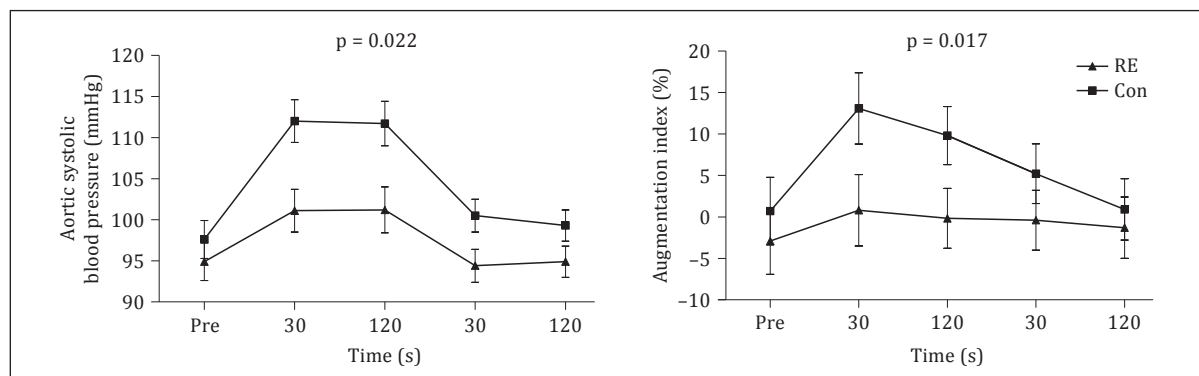 p = 0.022
Aortic systolic
blood pressure (mmHg)
120
115
110
105
100
95
90
Pre
30
120
30
120
Time (s)
p = 0.017
Augmentation index (%)
20
15
10
5
0
−5
−10
Pre
30
120
30
120
Time (s)
RE
Con